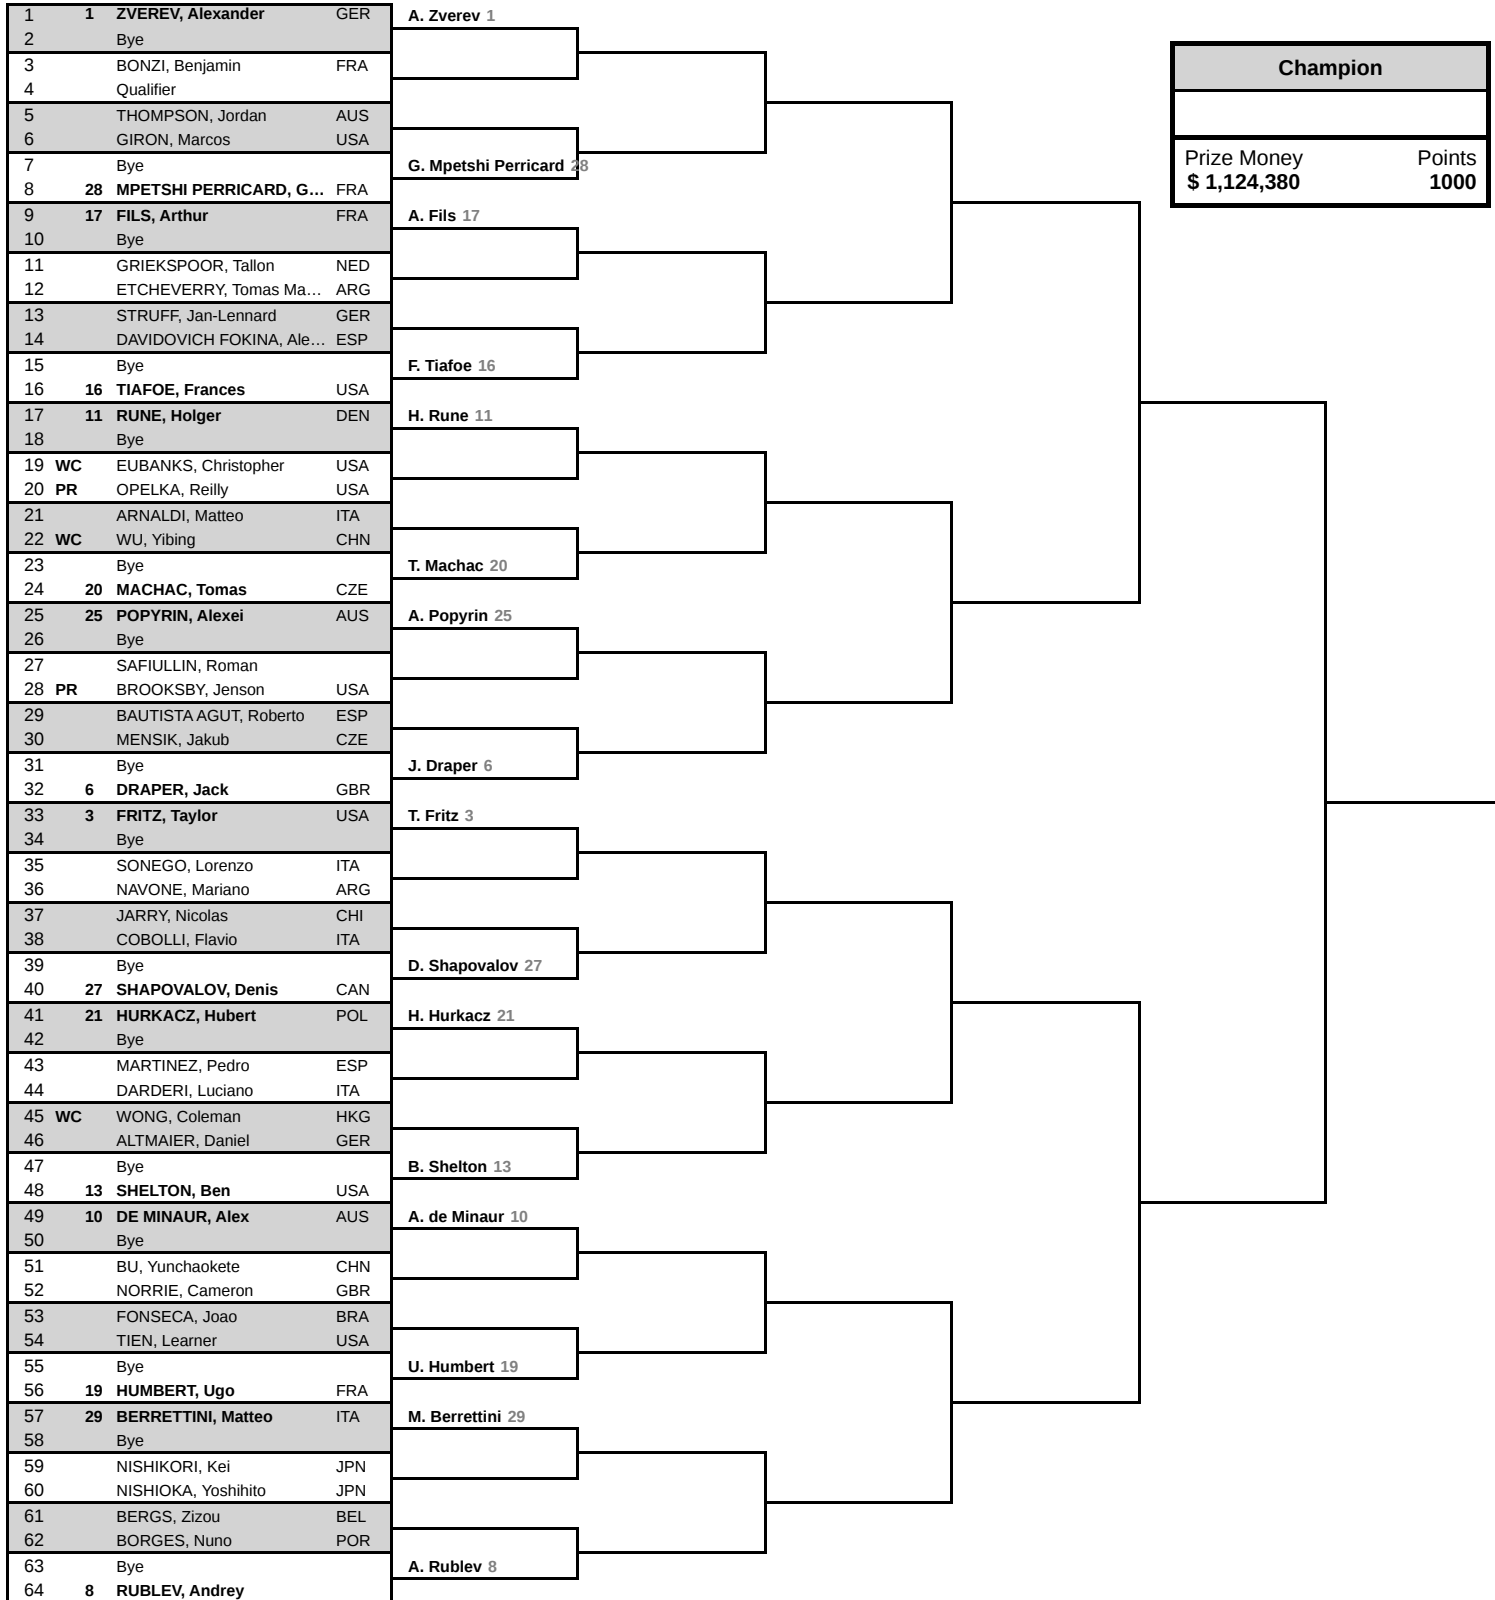 1 1 ZVEREV, Alexander GER A. Zverev 1
2 Bye
Champion
3 BONZI, Benjamin FRA
4 Qualifier
5 THOMPSON, Jordan AUS
6 GIRON, Marcos USA
Prize Money Points
$ 1,124,380 1000
7 Bye G. Mpetshi Perricard 28
8 28 MPETSHI PERRICARD, G... FRA
9 17 FILS, Arthur FRA A. Fils 17
10 Bye
11 GRIEKSPOOR, Tallon NED
12 ETCHEVERRY, Tomas Ma... ARG
13 STRUFF, Jan-Lennard GER
14 DAVIDOVICH FOKINA, Ale... ESP
15 Bye F. Tiafoe 16
16 16 TIAFOE, Frances USA
17 11 RUNE, Holger DEN H. Rune 11
18 Bye
19 WC EUBANKS, Christopher USA
20 PR OPELKA, Reilly USA
21 ARNALDI, Matteo ITA
22 WC WU, Yibing CHN
23 Bye T. Machac 20
24 20 MACHAC, Tomas CZE
25 25 POPYRIN, Alexei AUS A. Popyrin 25
26 Bye
27 SAFIULLIN, Roman
28 PR BROOKSBY, Jenson USA
29 BAUTISTA AGUT, Roberto ESP
30 MENSIK, Jakub CZE
31 Bye J. Draper 6
32 6 DRAPER, Jack GBR
33 3 FRITZ, Taylor USA T. Fritz 3
34 Bye
35 SONEGO, Lorenzo ITA
36 NAVONE, Mariano ARG
37 JARRY, Nicolas CHI
38 COBOLLI, Flavio ITA
39 Bye D. Shapovalov 27
40 27 SHAPOVALOV, Denis CAN
41 21 HURKACZ, Hubert POL H. Hurkacz 21
42 Bye
43 MARTINEZ, Pedro ESP
44 DARDERI, Luciano ITA
45 WC WONG, Coleman HKG
46 ALTMAIER, Daniel GER
47 Bye B. Shelton 13
48 13 SHELTON, Ben USA
49 10 DE MINAUR, Alex AUS A. de Minaur 10
50 Bye
51 BU, Yunchaokete CHN
52 NORRIE, Cameron GBR
53 FONSECA, Joao BRA
54 TIEN, Learner USA
55 Bye U. Humbert 19
56 19 HUMBERT, Ugo FRA
57 29 BERRETTINI, Matteo ITA M. Berrettini 29
58 Bye
59 NISHIKORI, Kei JPN
60 NISHIOKA, Yoshihito JPN
61 BERGS, Zizou BEL
62 BORGES, Nuno POR
63 Bye A. Rublev 8
64 8 RUBLEV, Andrey